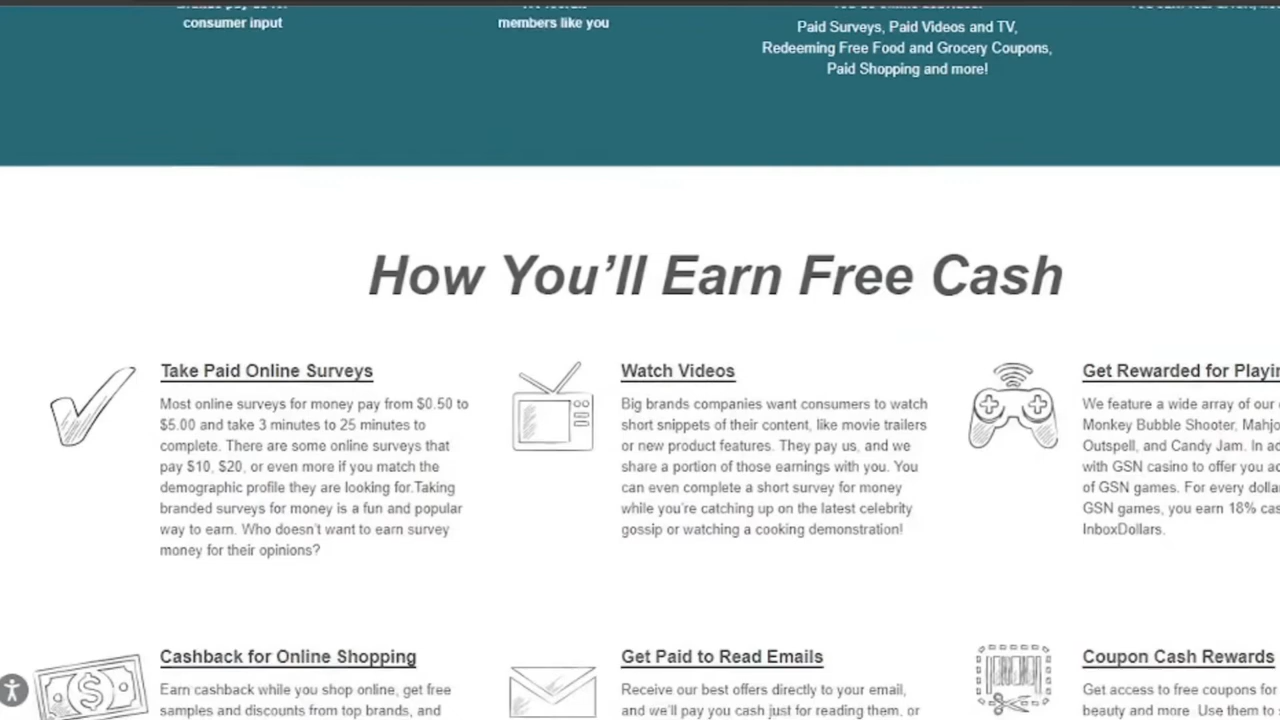 consumer input
members like you
Paid Surveys, Paid Videos and TV,
Redeeming Free Food and Grocery Coupons,
Paid Shopping and more!
How You'll Earn Free Cash
Take Paid Online Surveys
Most online surveys for money pay from $0.50 to
$5.00 and take 3 minutes to 25 minutes to
complete. There are some online surveys that
pay $10, $20, or even more if you match the
demographic profile they are looking for.Taking
branded surveys for money is a fun and popular
way to earn. Who doesn't want to earn survey
money for their opinions?
Watch Videos
Big brands companies want consumers to watch
short snippets of their content, like movie trailers
or new product features. They pay us, and we
share a portion of those earnings with you. You
can even complete a short survey for money
while you're catching up on the latest celebrity
gossip or watching a cooking demonstration!
Get Rewarded for Playin
We feature a wide array of our
Monkey Bubble Shooter, Mahjo
Outspell, and Candy Jam. In ad
with GSN casino to offer you ad
of GSN games. For every dolla
GSN games, you earn 18% cas
InboxDollars.
Cashback for Online Shopping
Earn cashback while you shop online, get free
samples and discounts from top brands, and
Get Paid to Read Emails
Receive our best offers directly to your email,
and we'll pay you cash just for reading them, or
Coupon Cash Rewards
Get access to free coupons for
beauty and more. Use them to